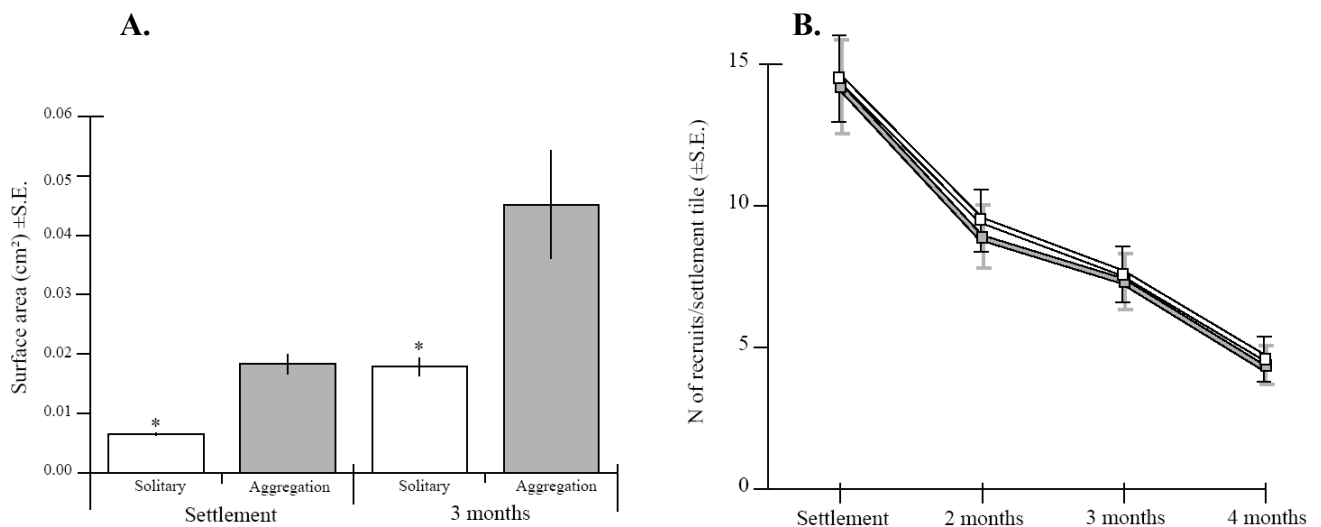 A.
Surface area (cm²) ±S.E.
0.06
0.05
0.04
0.03
0.02
0.01
0.00
*
*
Solitary Aggregation Solitary Aggregation
Settlement 3 months
B.
N of recruits/settlement tile (±S.E.)
15
10
5
0
Settlement 2 months 3 months 4 months